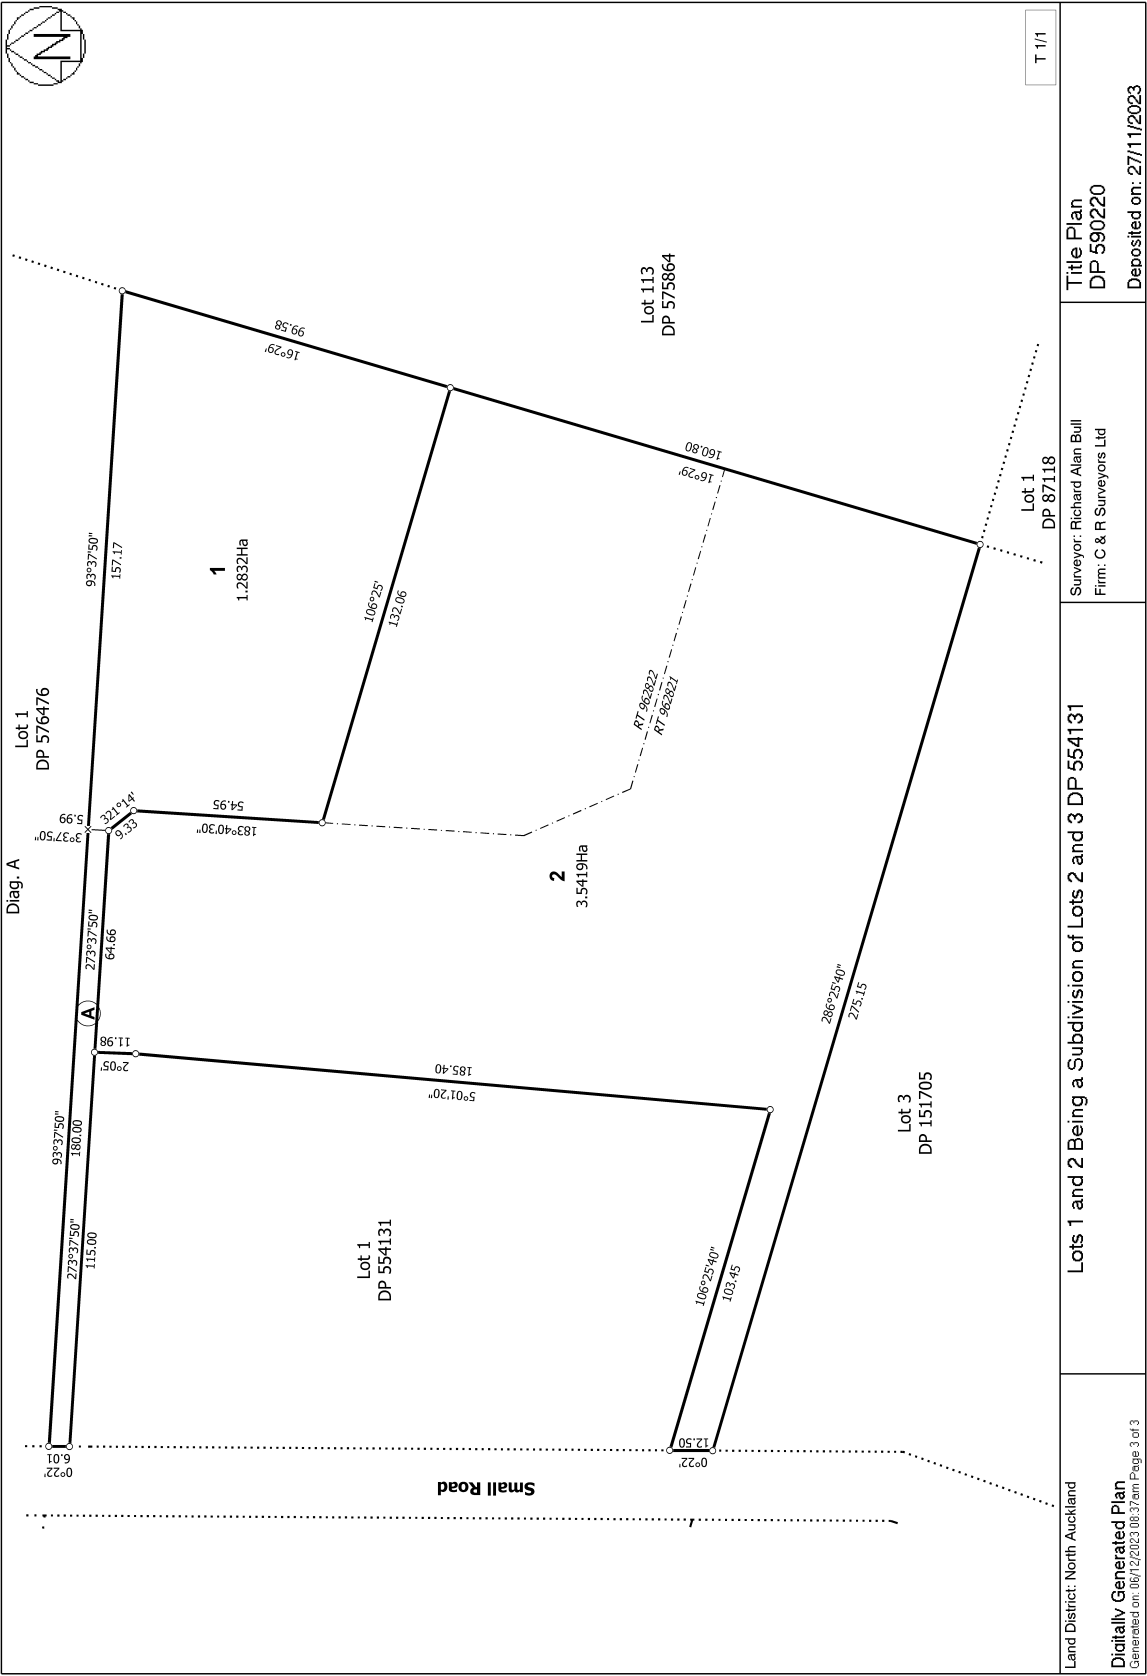 N
T 1/1
Diag. A
Lot 1
DP 576476
93°37'50"
157.17
99.58
16°29'
Lot 113
DP 575864
1
1.2832Ha
106°25'
132.06
160.80
16°29'
5.99
3°37'50"
321°14'
9.33
54.95
183°40'30"
RT 962822
RT 962821
Lot 1
DP 87118
2
3.5419Ha
273°37'50"
64.66
A
11.98
2°05'
185.40
5°01'20"
286°25'40"
275.15
Lot 3
DP 151705
93°37'50"
180.00
273°37'50"
115.00
Lot 1
DP 554131
106°25'40"
103.45
6.01
0°22'
12.50
0°22'
Small Road
Land District: North Auckland
Digitally Generated Plan
Generated on: 06/12/2023 08:37am Page 3 of 3
Lots 1 and 2 Being a Subdivision of Lots 2 and 3 DP 554131
Surveyor: Richard Alan Bull
Firm: C & R Surveyors Ltd
Title Plan
DP 590220
Deposited on: 27/11/2023